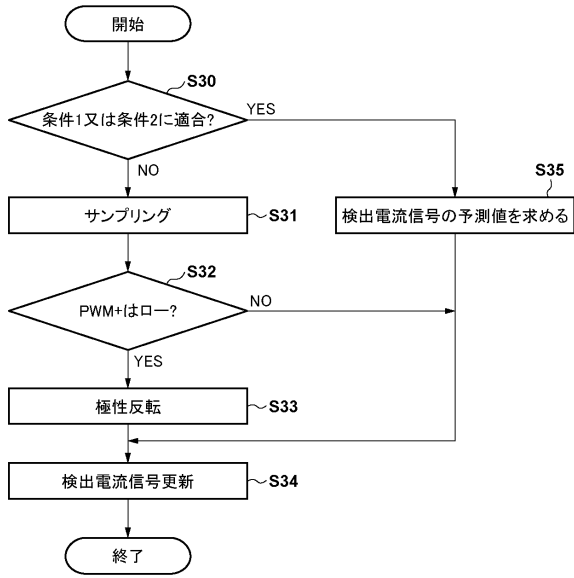 開始
S30
条件1又は条件2に適合?
YES
NO
S35
検出電流信号の予測値を求める
サンプリング
S31
S32
PWM+はロー?
NO
YES
極性反転
S33
検出電流信号更新
S34
終了